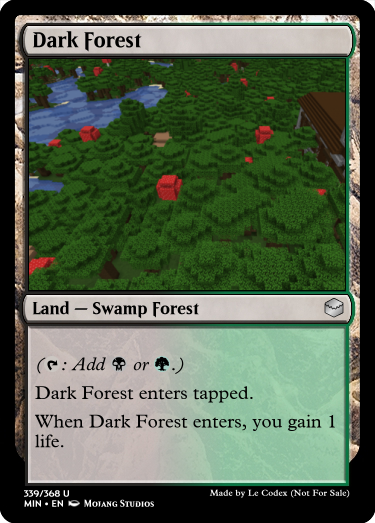 Dark Forest
Land — Swamp Forest
(: Add or .)
Dark Forest enters tapped.
When Dark Forest enters, you gain 1
life.
339/368 U
MIN • EN Mojang Studios
Made by Le Codex (Not For Sale)